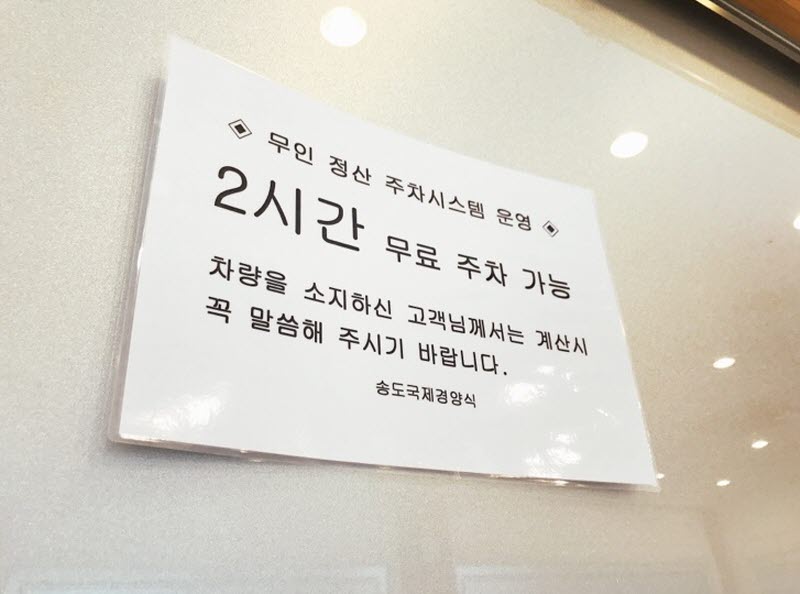 ◈ 무인 정산 주차시스템 운영 ◈
2시간 무료 주차 가능
차량을 소지하신 고객님께서는 계산시
꼭 말씀해 주시기 바랍니다.
송도국제경양식